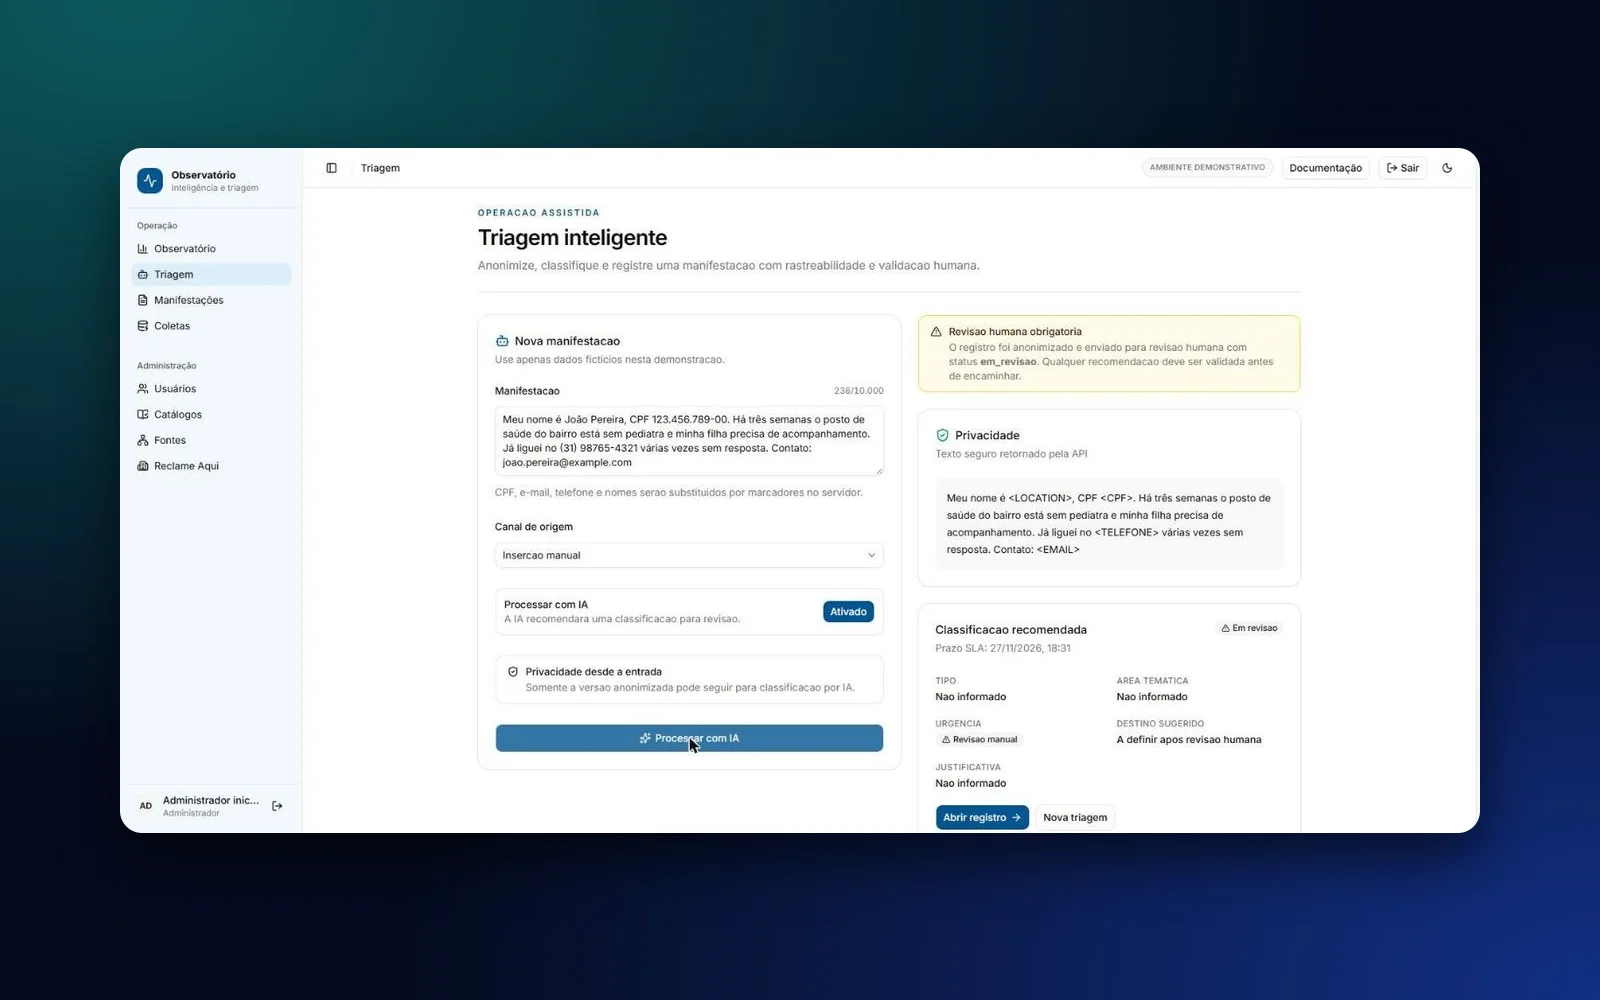 Observatório
Inteligência e triagem
Operação
Observatório
Triagem
Manifestações
Coletas
Administração
Usuários
Catálogos
Fontes
Reclame Aqui
AD
Administrador inic...
Administrador
Triagem
AMBIENTE DEMONSTRATIVO
Documentação
Sair
OPERACAO ASSISTIDA
Triagem inteligente
Anonimize, classifique e registre uma manifestacao com rastreabilidade e validacao humana.
Nova manifestacao
Use apenas dados ficticios nesta demonstracao.
Manifestacao
236/10.000
Meu nome é João Pereira, CPF 123.456.789-00. Há três semanas o posto de
saúde do bairro está sem pediatra e minha filha precisa de acompanhamento.
Já liguei no (31) 98765-4321 várias vezes sem resposta. Contato:
joao.pereira@example.com
CPF, e-mail, telefone e nomes serao substituidos por marcadores no servidor.
Canal de origem
Insercao manual
Processar com IA
A IA recomendara uma classificacao para revisao.
Ativado
Privacidade desde a entrada
Somente a versao anonimizada pode seguir para classificacao por IA.
Processar com IA
Revisao humana obrigatoria
O registro foi anonimizado e enviado para revisao humana com
status em_revisao. Qualquer recomendacao deve ser validada antes
de encaminhar.
Privacidade
Texto seguro retornado pela API
Meu nome é <LOCATION>, CPF <CPF>. Há três semanas o posto de
saúde do bairro está sem pediatra e minha filha precisa de
acompanhamento. Já liguei no <TELEFONE> várias vezes sem
resposta. Contato: <EMAIL>
Classificacao recomendada
Em revisao
Prazo SLA: 27/11/2026, 18:31
TIPO
Nao informado
AREA TEMATICA
Nao informado
URGENCIA
Revisao manual
DESTINO SUGERIDO
A definir apos revisao humana
JUSTIFICATIVA
Nao informado
Abrir registro
Nova triagem